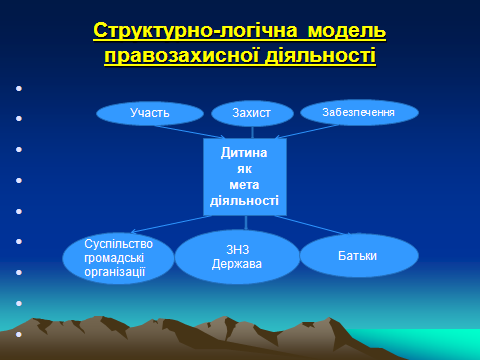 Структурно-логічна модель
правозахисної діяльності
Участь
Захист
Забезпечення
Дитина
як
мета
діяльності
Суспільство
громадські
організації
ЗНЗ
Держава
Батьки